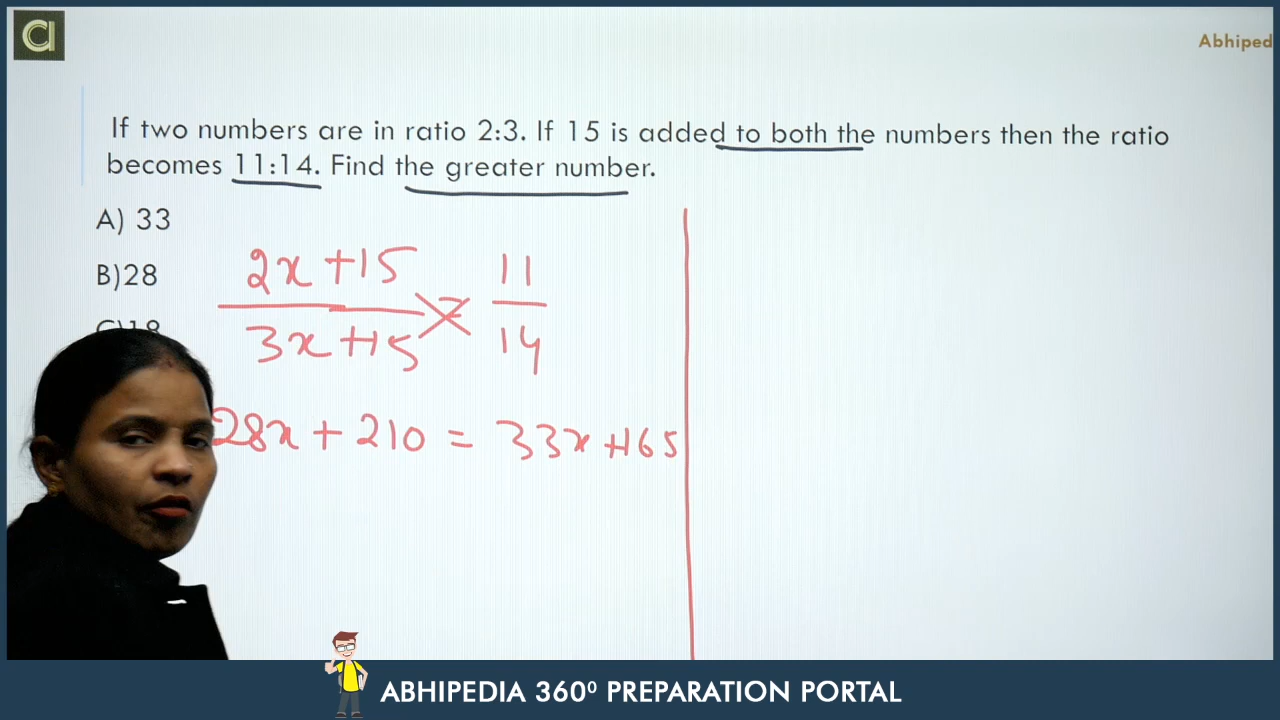 Abhiped
If two numbers are in ratio 2:3. If 15 is added to both the numbers then the ratio
becomes 11:14. Find the greater number.
A) 33
B)28
C)18
2x+15
3x+15
=
11
14
28x + 210 = 33x+165
ABHIPEDIA 360⁰ PREPARATION PORTAL